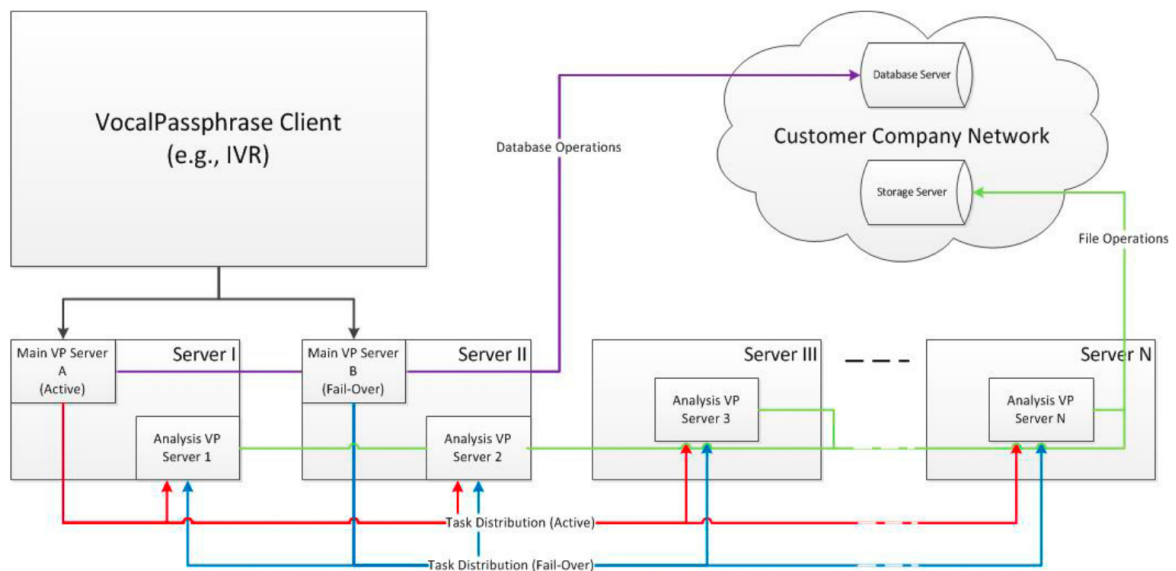 VocalPassphrase Client
(e.g., IVR)
Database Server
Customer Company Network
Database Operations
Storage Server
File Operations
Main VP Server
A
(Active)
Server I
Main VP Server
B
(Fail-Over)
Server II
Server III
Server N
Analysis VP
Server 1
Analysis VP
Server 2
Analysis VP
Server 3
Analysis VP
Server N
Task Distribution (Active)
Task Distribution (Fail-Over)